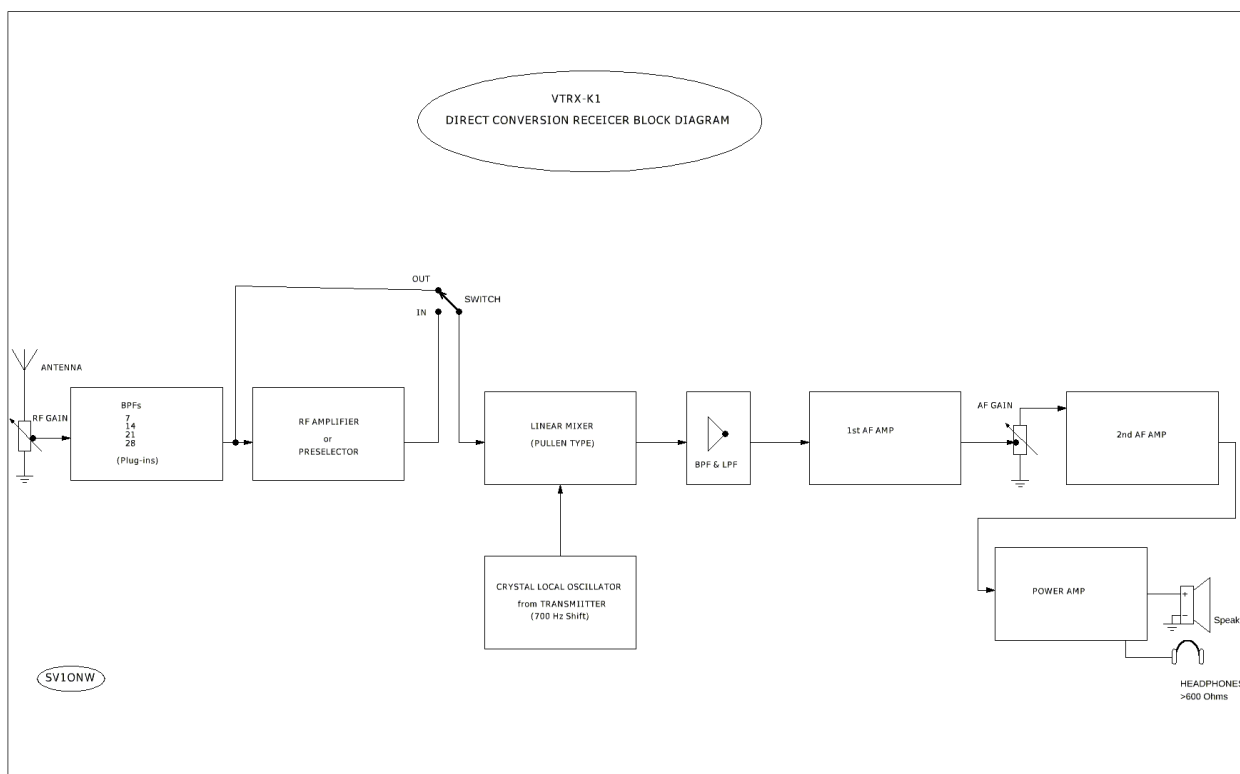 VTRX-K1
DIRECT CONVERSION RECEICER BLOCK DIAGRAM
OUT
SWITCH
IN
ANTENNA
RF GAIN
BPFs
7
14
21
28
(Plug-ins)
RF AMPLIFIER
or
PRESELECTOR
LINEAR MIXER
(PULLEN TYPE)
BPF & LPF
1st AF AMP
AF GAIN
2nd AF AMP
CRYSTAL LOCAL OSCILLATOR
from TRANSMIITTER
(700 Hz Shift)
POWER AMP
+
−
Speak
HEADPHONES
>600 Ohms
SV1ONW